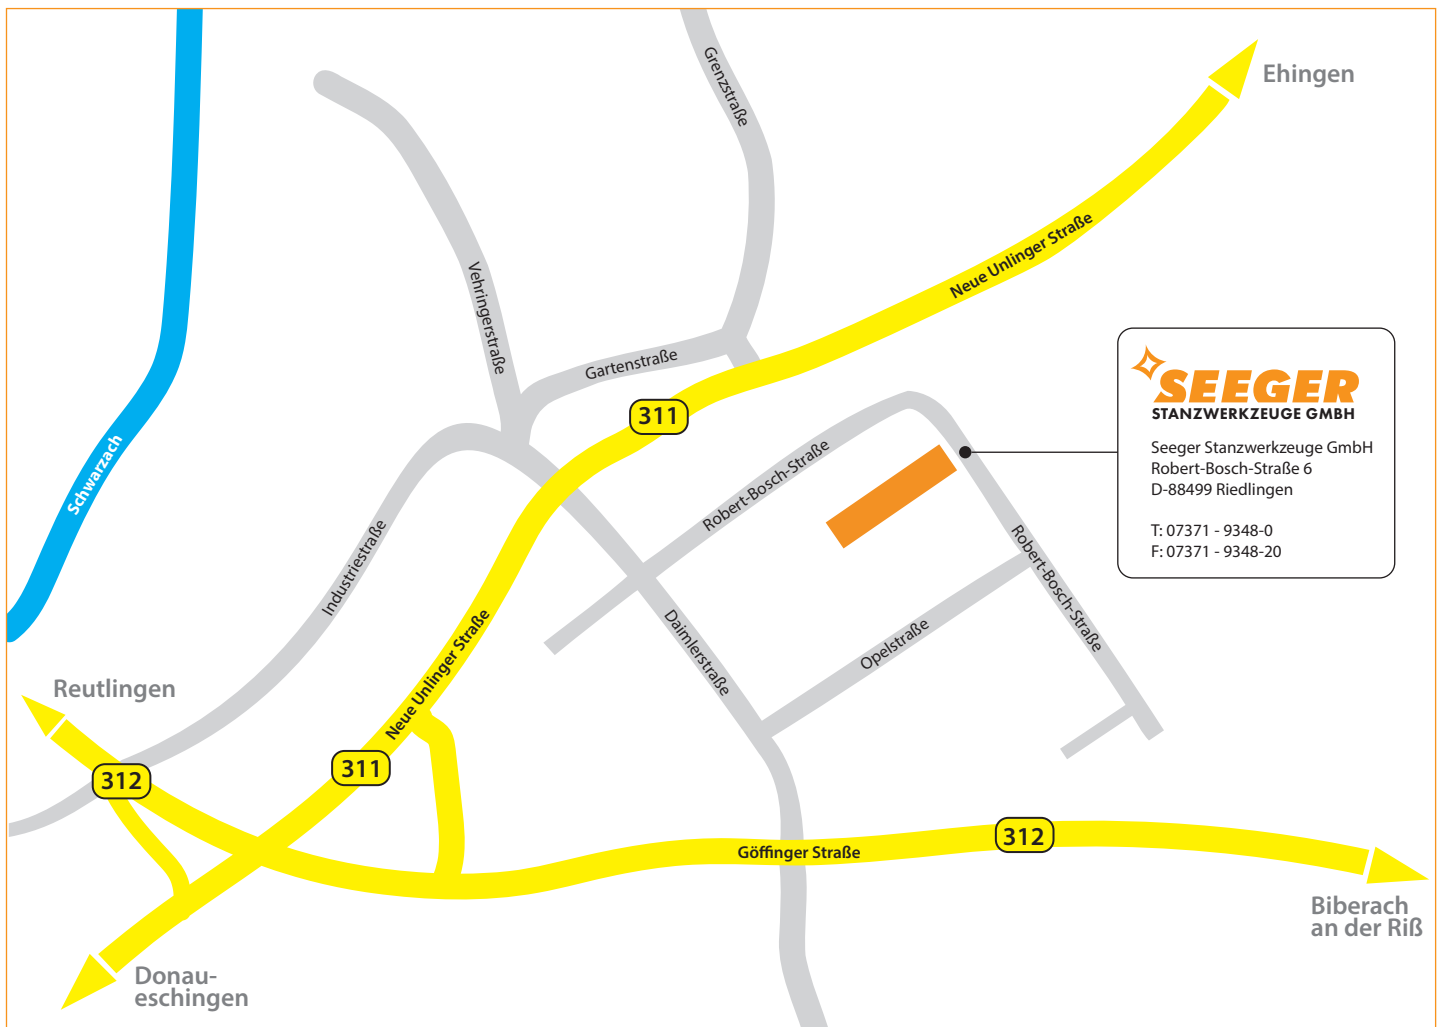 Ehingen
Grenzstraße
Neue Unlinger Straße
Vehringerstraße
Gartenstraße
311
SEEGER
STANZWERKZEUGE GMBH
Seeger Stanzwerkzeuge GmbH
Robert-Bosch-Straße 6
D-88499 Riedlingen
T: 07371 - 9348-0
F: 07371 - 9348-20
Schwarzach
Robert-Bosch-Straße
Industriestraße
Robert-Bosch-Straße
Daimlerstraße
Opelstraße
Neue Unlinger Straße
Reutlingen
311
312
312
Göffinger Straße
Biberach
an der Riß
Donau-
eschingen